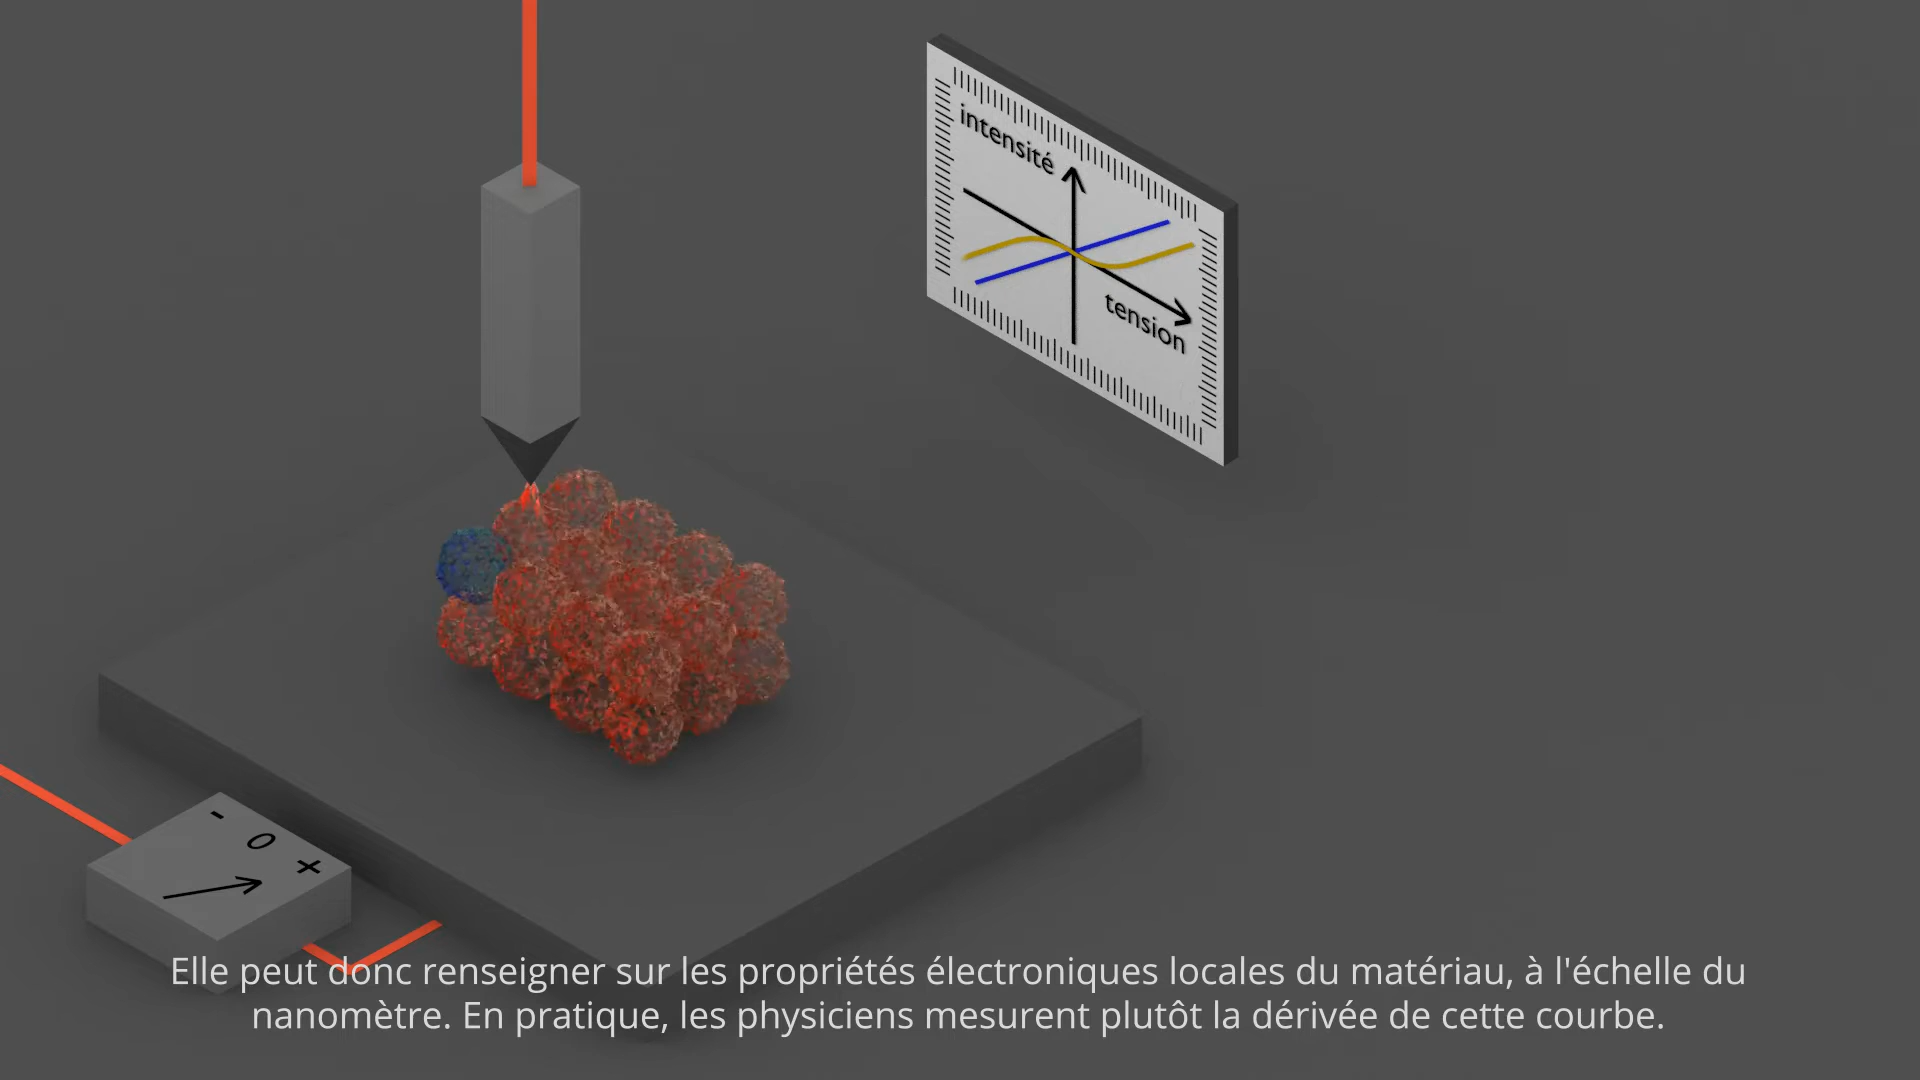 intensité
tension
- 0 +
Elle peut donc renseigner sur les propriétés électroniques locales du matériau, à l'échelle du
nanomètre. En pratique, les physiciens mesurent plutôt la dérivée de cette courbe.